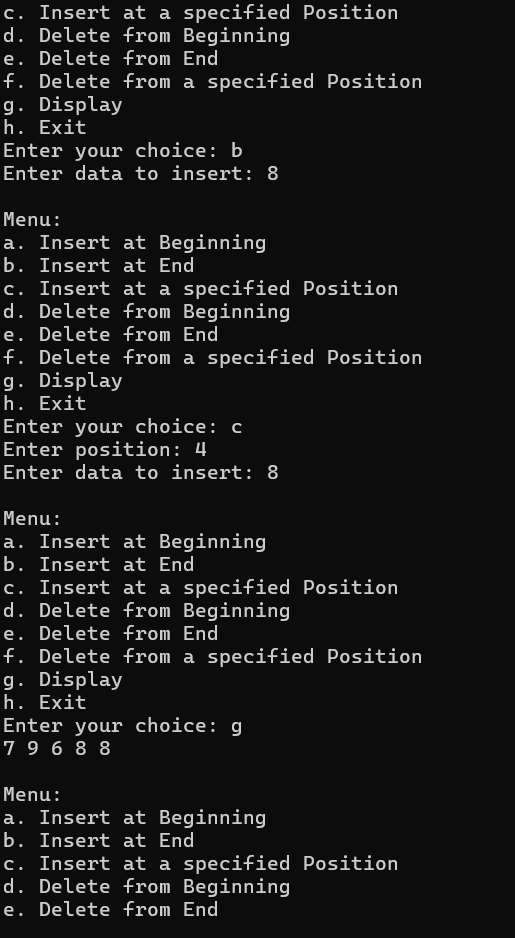 c. Insert at a specified Position
d. Delete from Beginning
e. Delete from End
f. Delete from a specified Position
g. Display
h. Exit
Enter your choice: b
Enter data to insert: 8

Menu:
a. Insert at Beginning
b. Insert at End
c. Insert at a specified Position
d. Delete from Beginning
e. Delete from End
f. Delete from a specified Position
g. Display
h. Exit
Enter your choice: c
Enter position: 4
Enter data to insert: 8

Menu:
a. Insert at Beginning
b. Insert at End
c. Insert at a specified Position
d. Delete from Beginning
e. Delete from End
f. Delete from a specified Position
g. Display
h. Exit
Enter your choice: g
7 9 6 8 8

Menu:
a. Insert at Beginning
b. Insert at End
c. Insert at a specified Position
d. Delete from Beginning
e. Delete from End